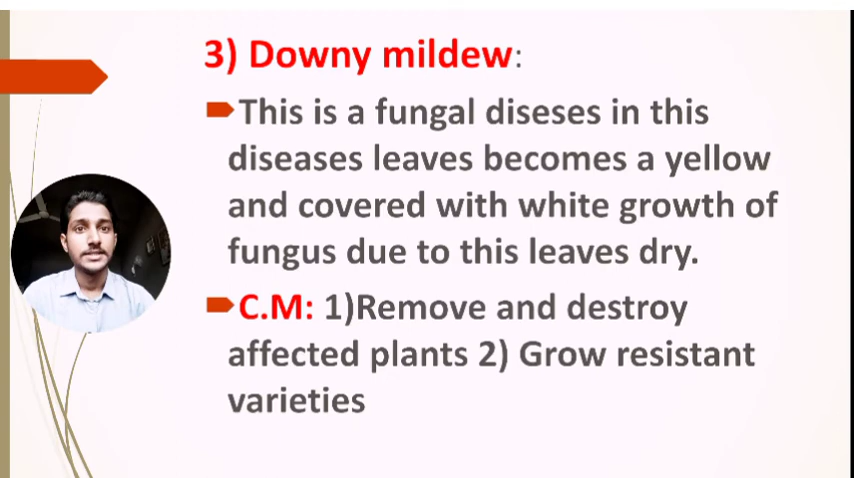 3) Downy mildew:
This is a fungal diseses in this
diseases leaves becomes a yellow
and covered with white growth of
fungus due to this leaves dry.
C.M: 1)Remove and destroy
affected plants 2) Grow resistant
varieties